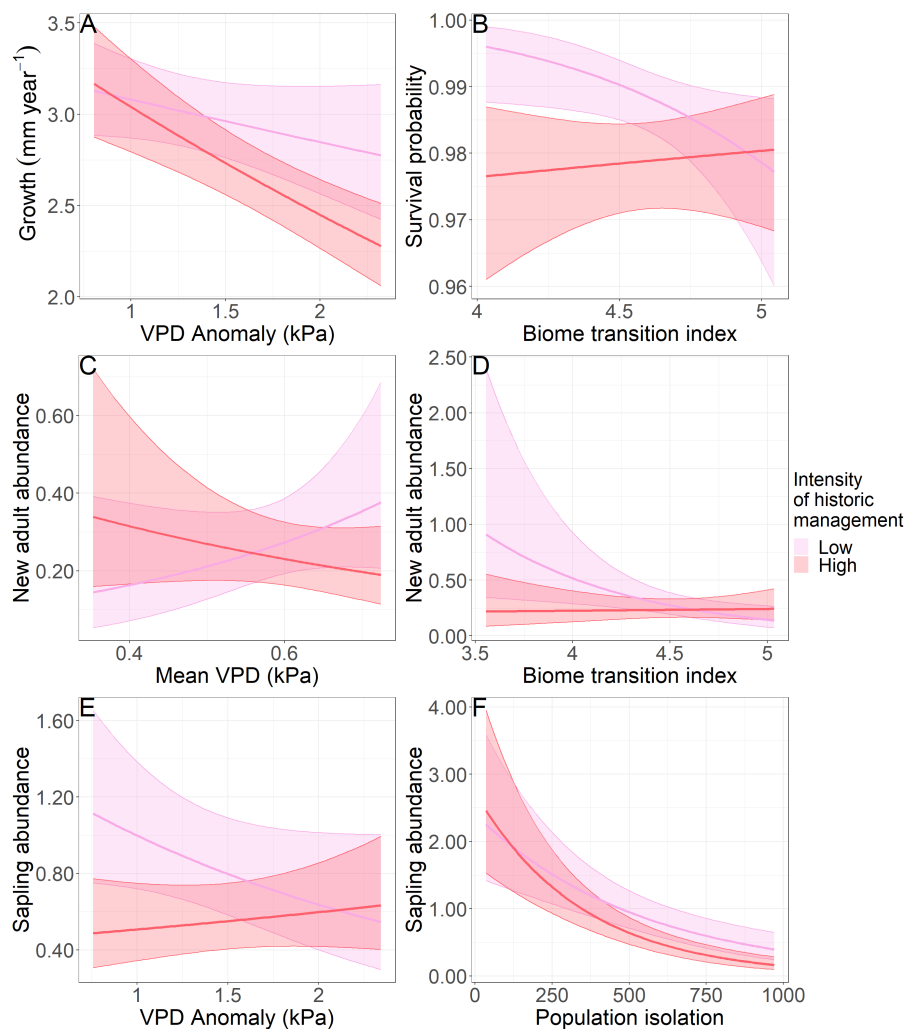 A
B
3.5
3.0
2.5
2.0
Growth (mm year⁻¹)
1
1.5
2
VPD Anomaly (kPa)
1.00
0.99
0.98
0.97
0.96
Survival probability
4
4.5
5
Biome transition index
C
D
0.60
0.40
0.20
New adult abundance
0.4
0.6
Mean VPD (kPa)
2.50
2.00
1.50
1.00
0.50
0.00
New adult abundance
3.5
4
4.5
5
Biome transition index
Intensity
of historic
management
Low
High
E
F
1.60
1.20
0.80
0.40
Sapling abundance
1
1.5
2
VPD Anomaly (kPa)
4.00
3.00
2.00
1.00
0.00
Sapling abundance
0
250
500
750
1000
Population isolation